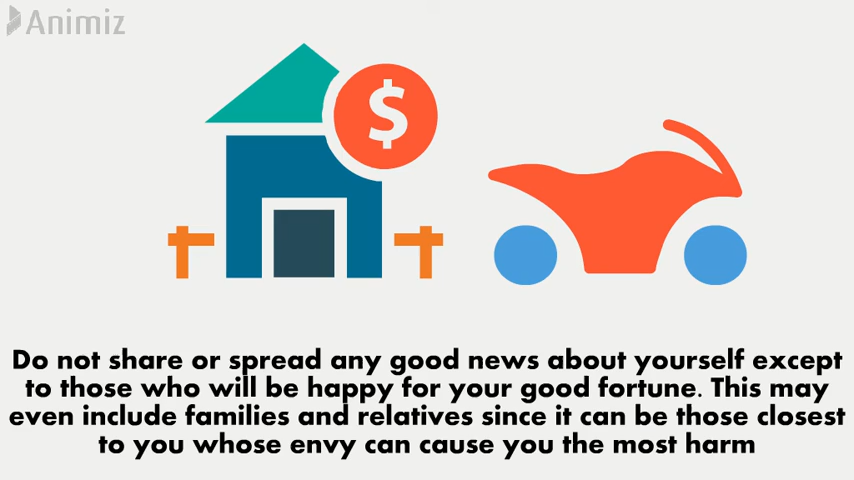 Animiz
$
Do not share or spread any good news about yourself except
to those who will be happy for your good fortune. This may
even include families and relatives since it can be those closest
to you whose envy can cause you the most harm